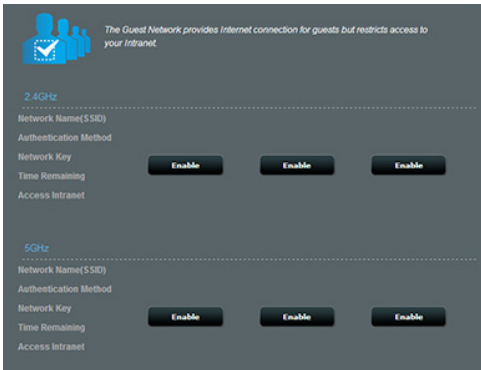 The Guest Network provides Internet connection for guests but restricts access to
your Intranet.
2.4GHz
Network Name(SSID)
Authentication Method
Network Key
Enable Enable Enable
Time Remaining
Access Intranet
5GHz
Network Name(SSID)
Authentication Method
Network Key
Enable Enable Enable
Time Remaining
Access Intranet